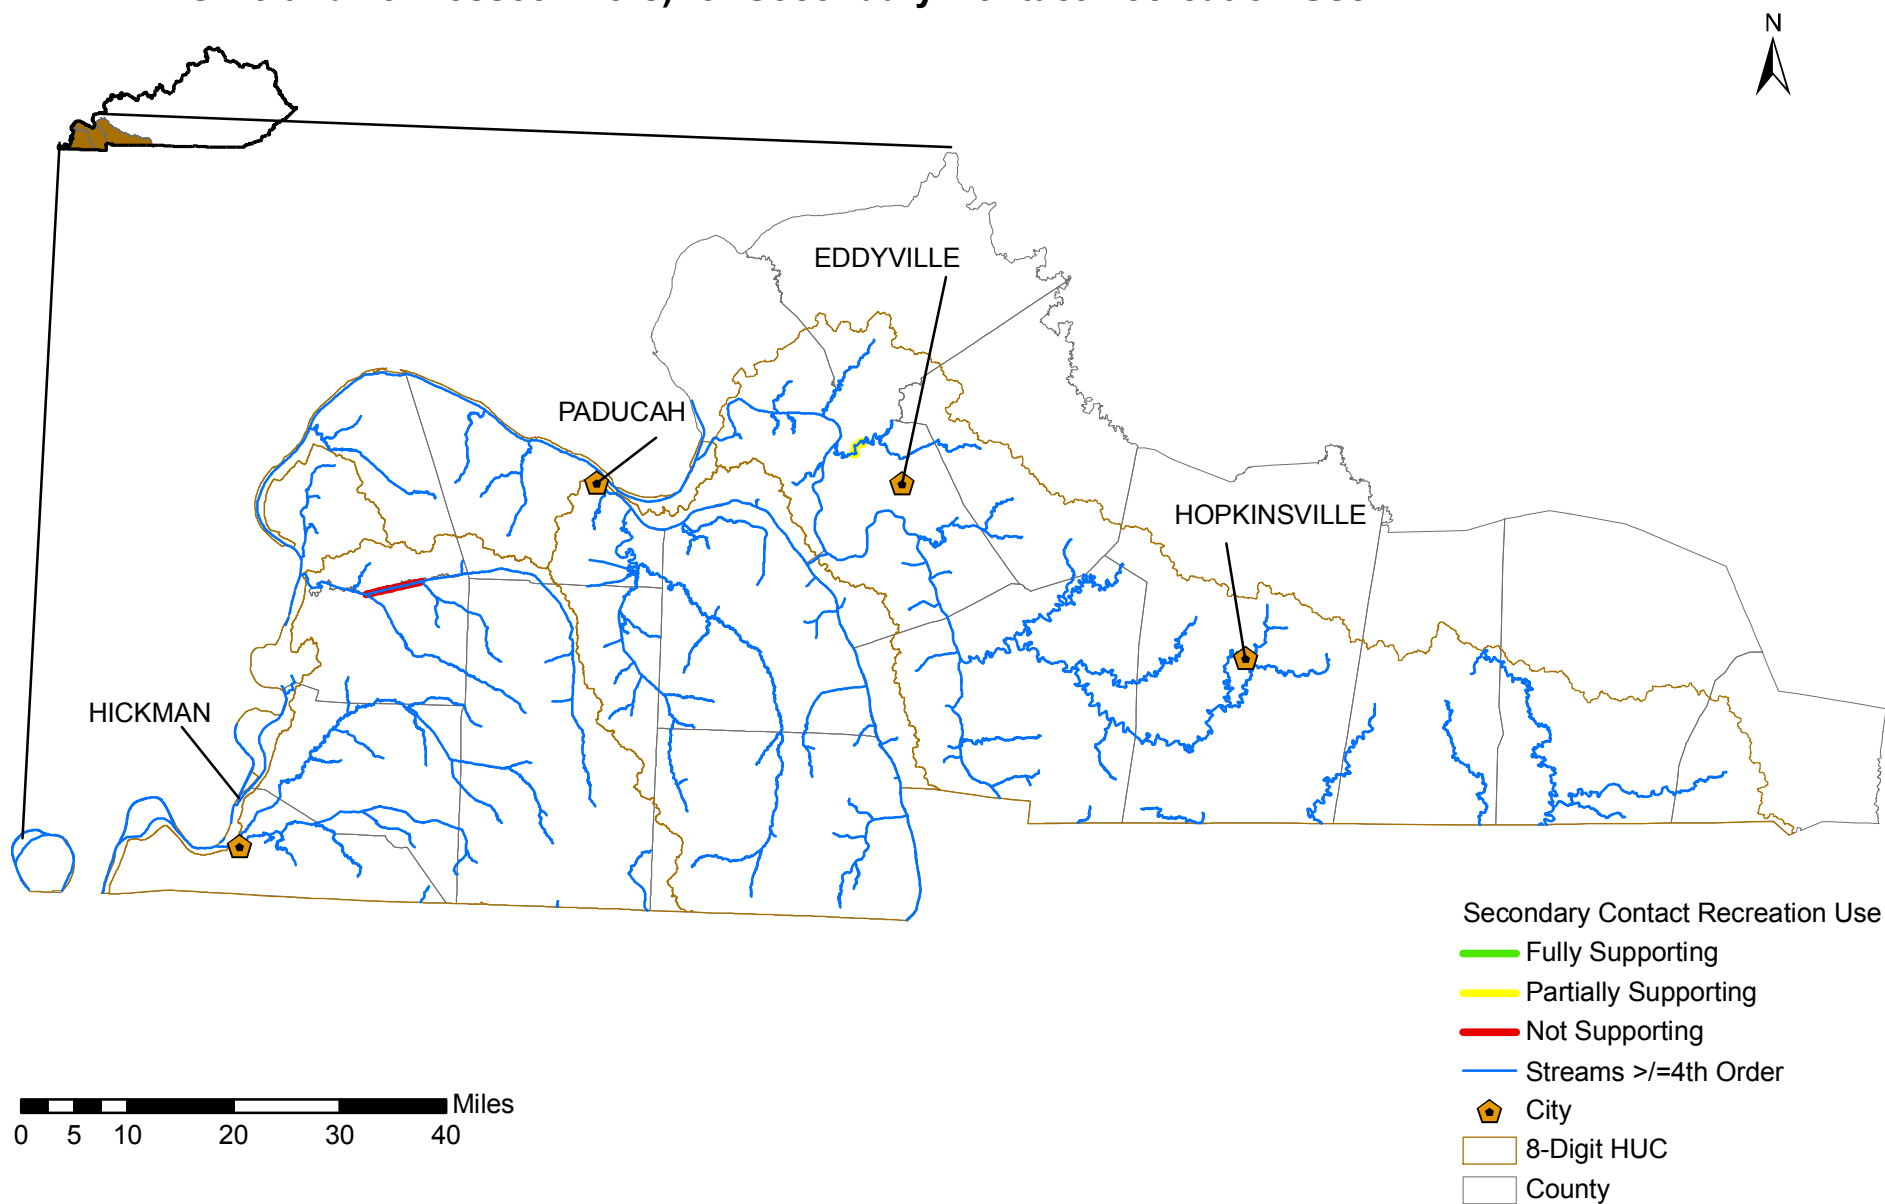 N
EDDYVILLE
PADUCAH
HOPKINSVILLE
HICKMAN
Secondary Contact Recreation Use
Fully Supporting
Partially Supporting
Not Supporting
Streams >/=4th Order
City
8-Digit HUC
County
Miles
0 5 10 20 30 40